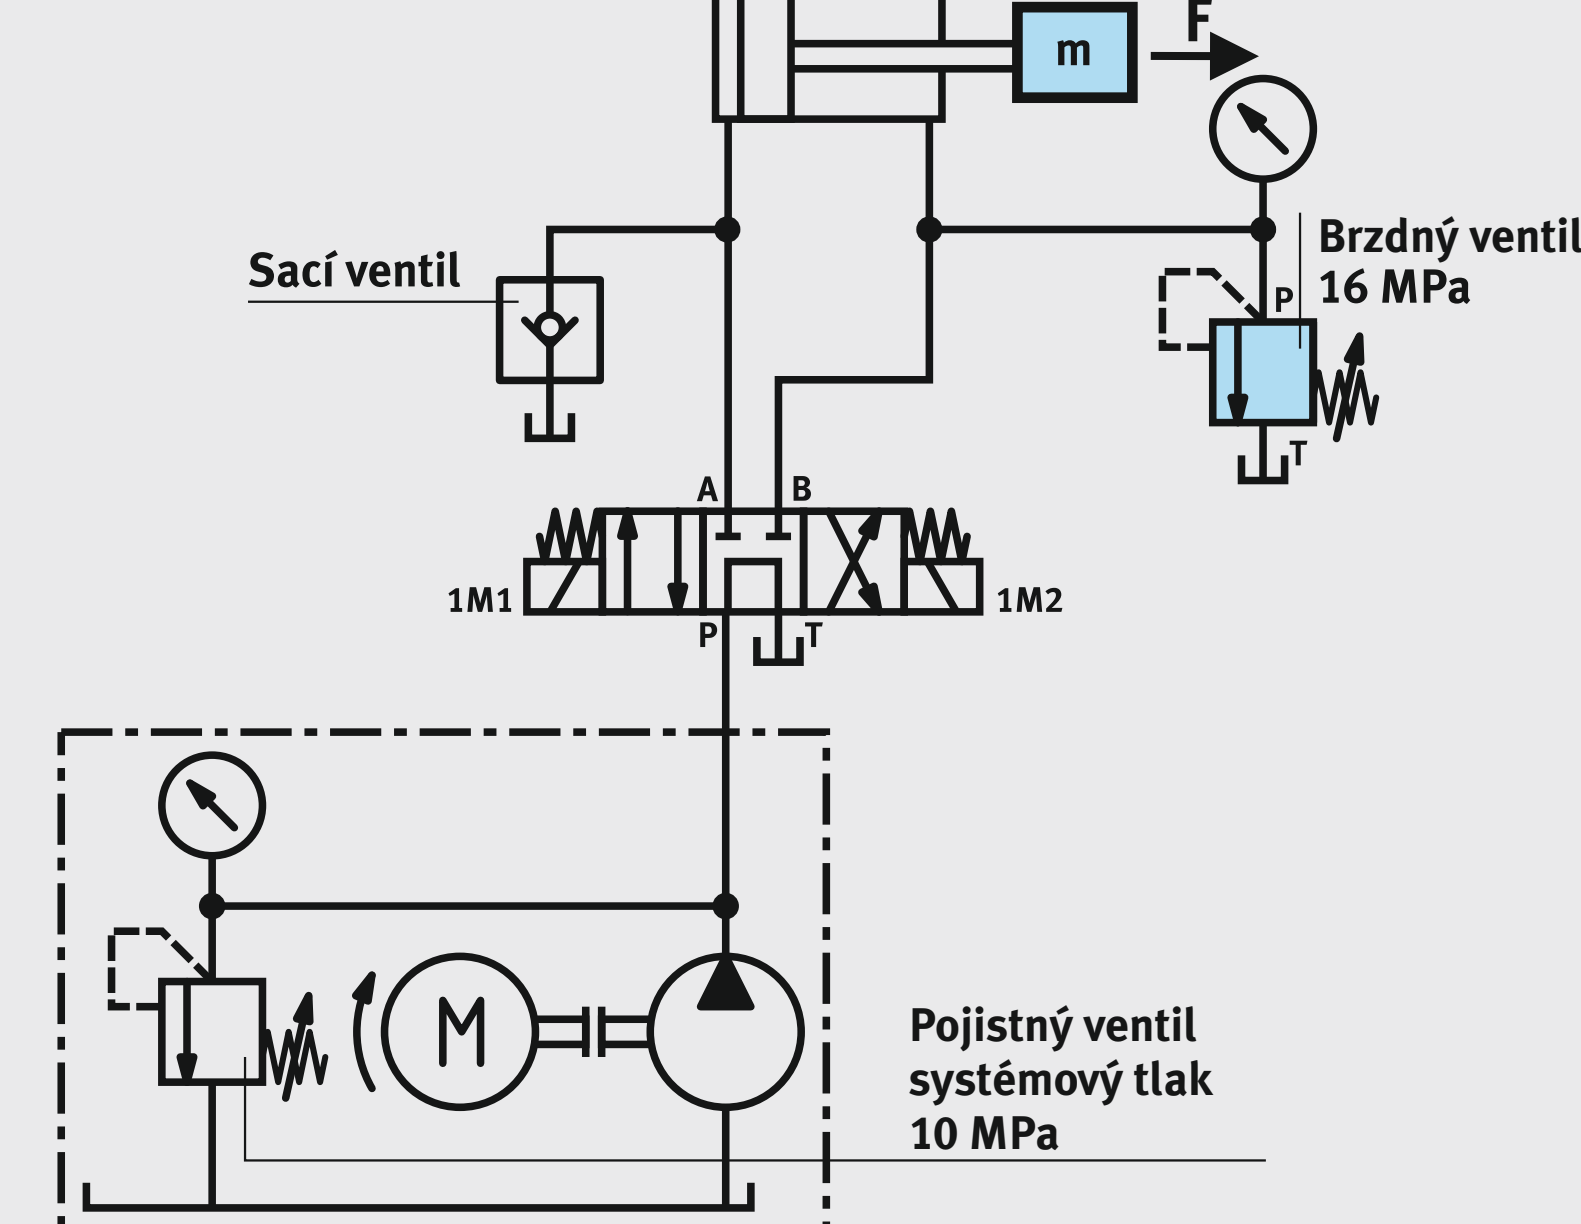 F
m
Brzdný ventil
16 MPa
Sací ventil
P
T
A
B
1M1
1M2
P
T
M
Pojistný ventil
systémový tlak
10 MPa